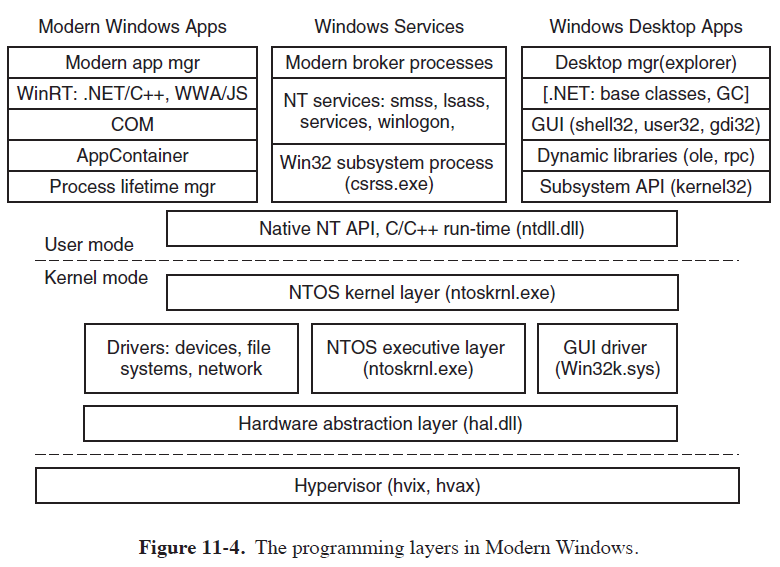 Modern Windows Apps
Modern app mgr
WinRT: .NET/C++, WWA/JS
COM
AppContainer
Process lifetime mgr
Windows Services
Modern broker processes
NT services: smss, lsass,
services, winlogon,
Win32 subsystem process
(csrss.exe)
Windows Desktop Apps
Desktop mgr(explorer)
[.NET: base classes, GC]
GUI (shell32, user32, gdi32)
Dynamic libraries (ole, rpc)
Subsystem API (kernel32)
Native NT API, C/C++ run-time (ntdll.dll)
User mode
Kernel mode
NTOS kernel layer (ntoskrnl.exe)
Drivers: devices, file
systems, network
NTOS executive layer
(ntoskrnl.exe)
GUI driver
(Win32k.sys)
Hardware abstraction layer (hal.dll)
Hypervisor (hvix, hvax)
Figure 11-4. The programming layers in Modern Windows.